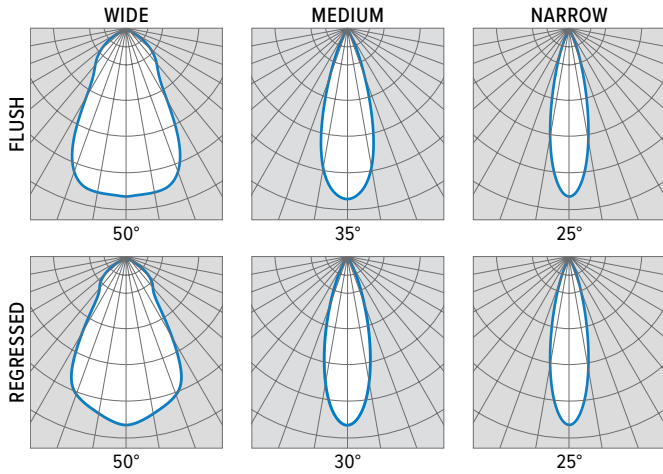 WIDE MEDIUM NARROW
FLUSH
50° 35° 25°
REGRESSED
50° 30° 25°